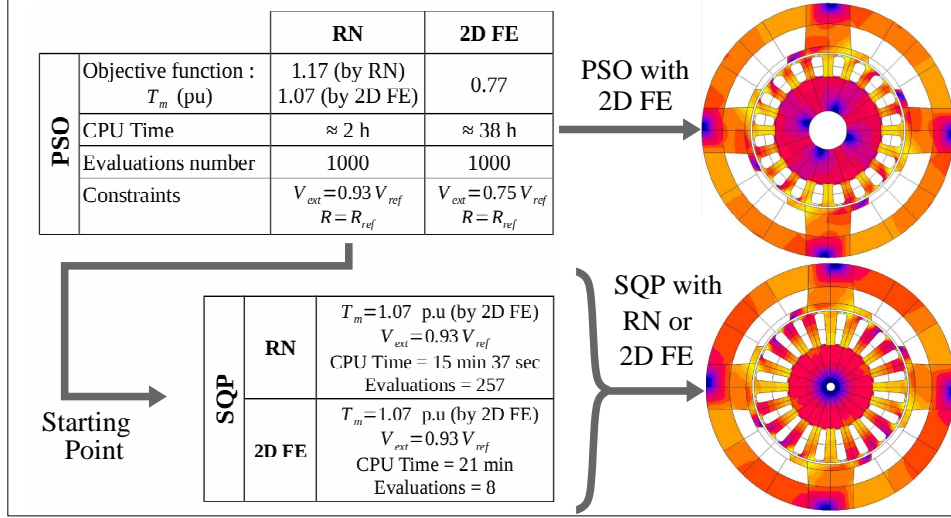 RN 2D FE
PSO
Objective function :
T_m (pu)
1.17 (by RN)
1.07 (by 2D FE)
0.77
CPU Time ≈ 2 h ≈ 38 h
Evaluations number 1000 1000
Constraints
V_ext=0.93 V_ref
R=R_ref
V_ext=0.75 V_ref
R=R_ref
PSO with
2D FE
Starting
Point
SQP
RN
T_m=1.07 p.u (by 2D FE)
V_ext=0.93 V_ref
CPU Time = 15 min 37 sec
Evaluations = 257
2D FE
T_m=1.07 p.u (by 2D FE)
V_ext=0.93 V_ref
CPU Time = 21 min
Evaluations = 8
SQP with
RN or
2D FE